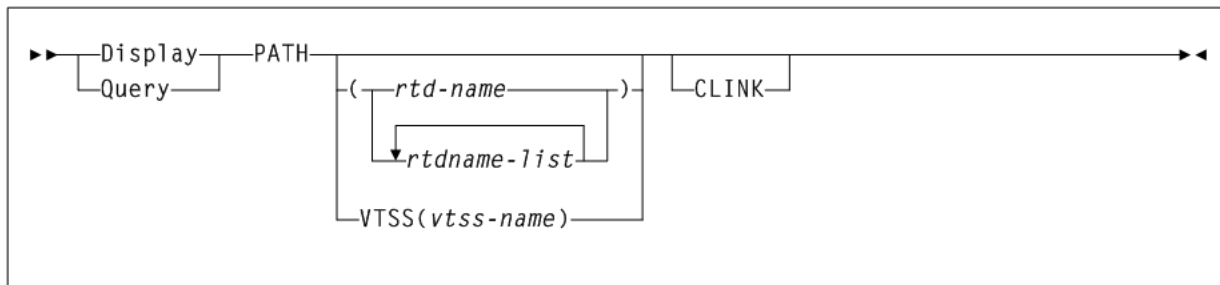 Display PATH
Query ( rtd-name ) CLINK
rtdname-list
VTSS(vtss-name)